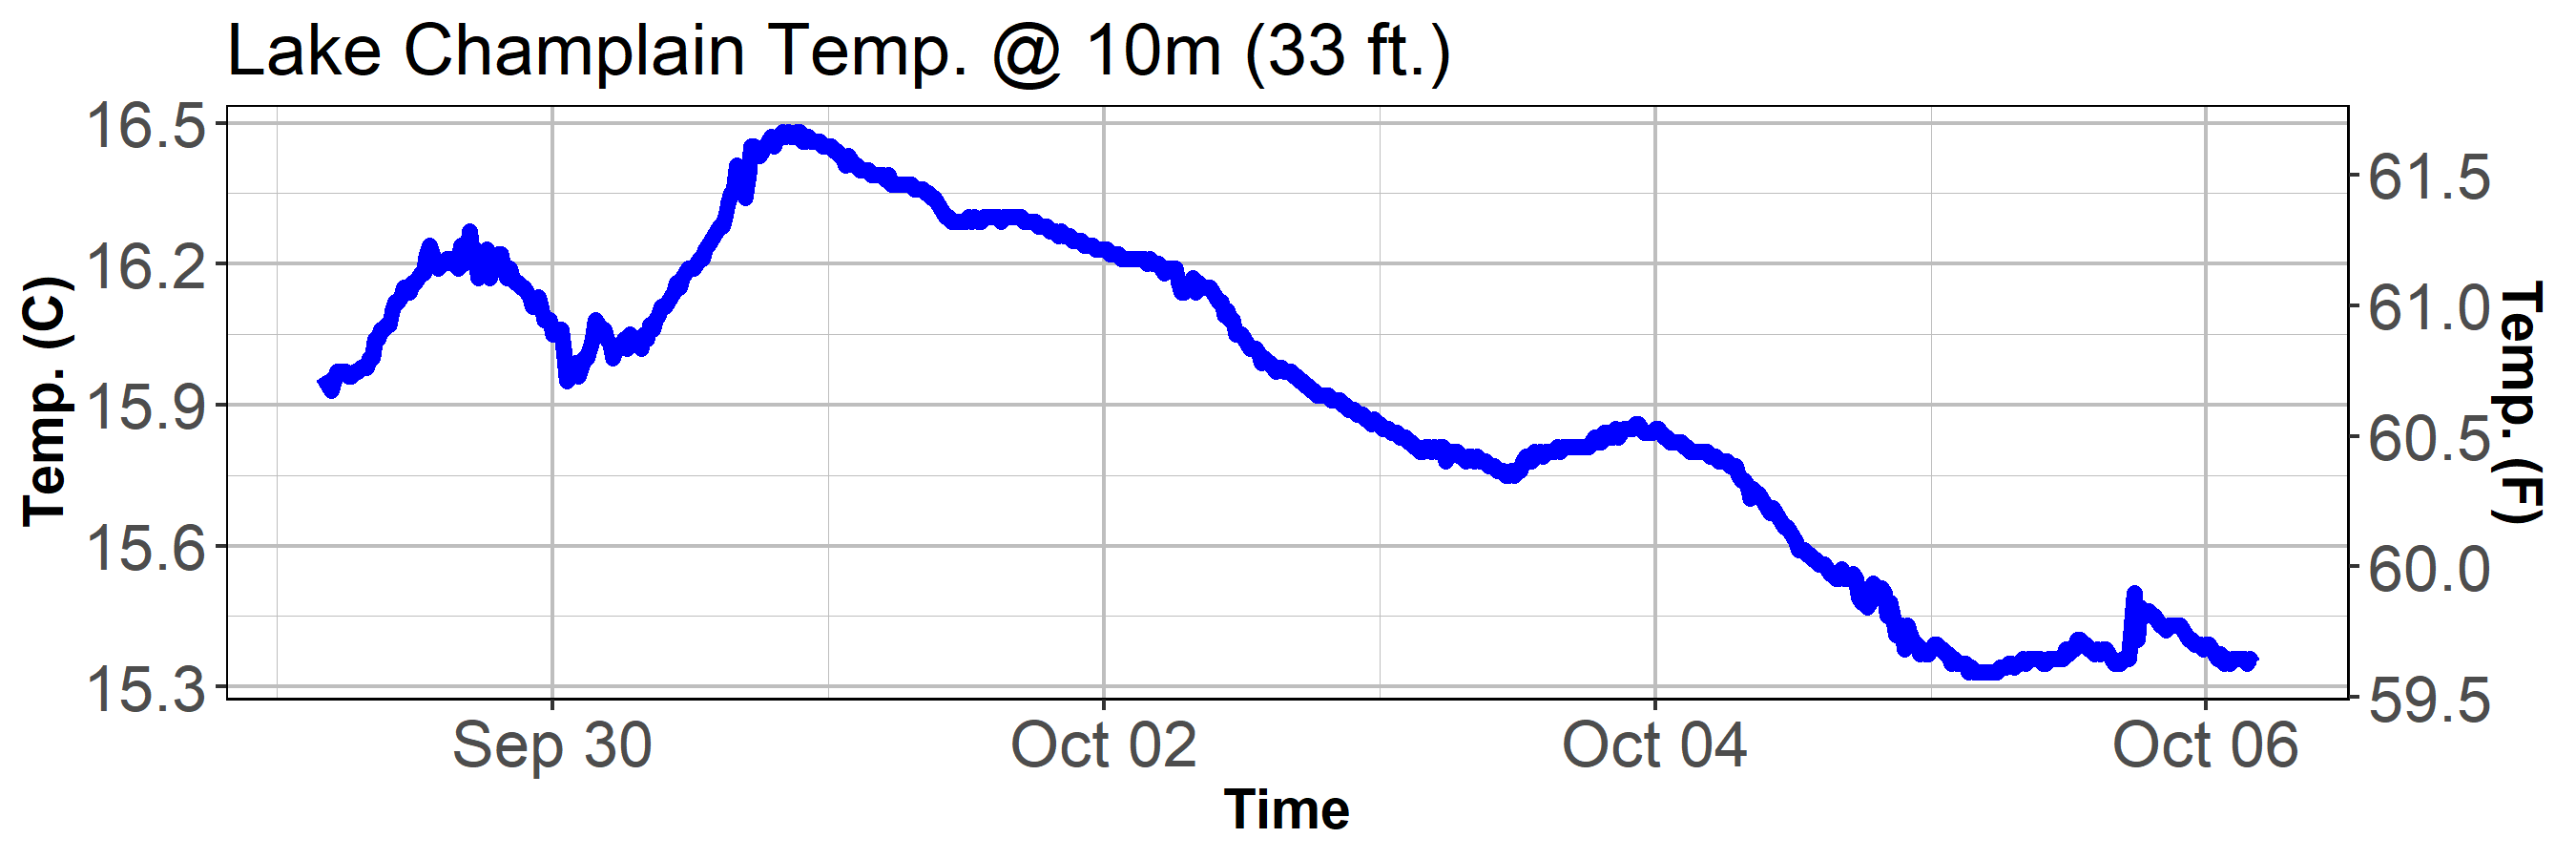 Lake Champlain Temp. @ 10m (33 ft.)
Temp. (C)
16.5
16.2
15.9
15.6
15.3
61.5
61.0
60.5
60.0
59.5
Temp. (F)
Sep 30
Oct 02
Oct 04
Oct 06
Time